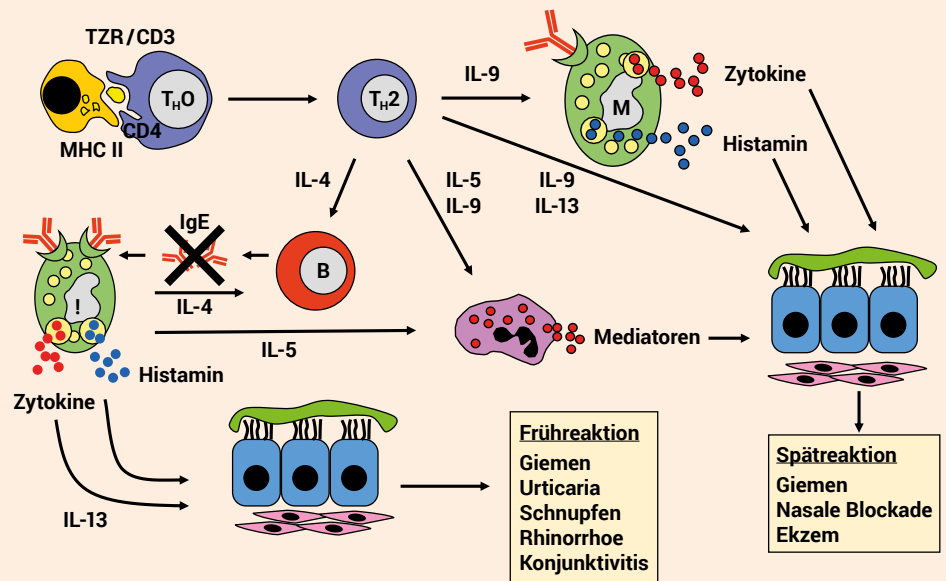 TZR/CD3
T_H0
CD4
MHC II
T_H2
IL-9
M
Zytokine
Histamin
IL-4
IL-5
IL-9
IL-9
IL-13
IgE
B
IL-4
!
IL-5
Mediatoren
Histamin
Zytokine
IL-13
Frühreaktion
Giemen
Urticaria
Schnupfen
Rhinorrhoe
Konjunktivitis
Spätreaktion
Giemen
Nasale Blockade
Ekzem